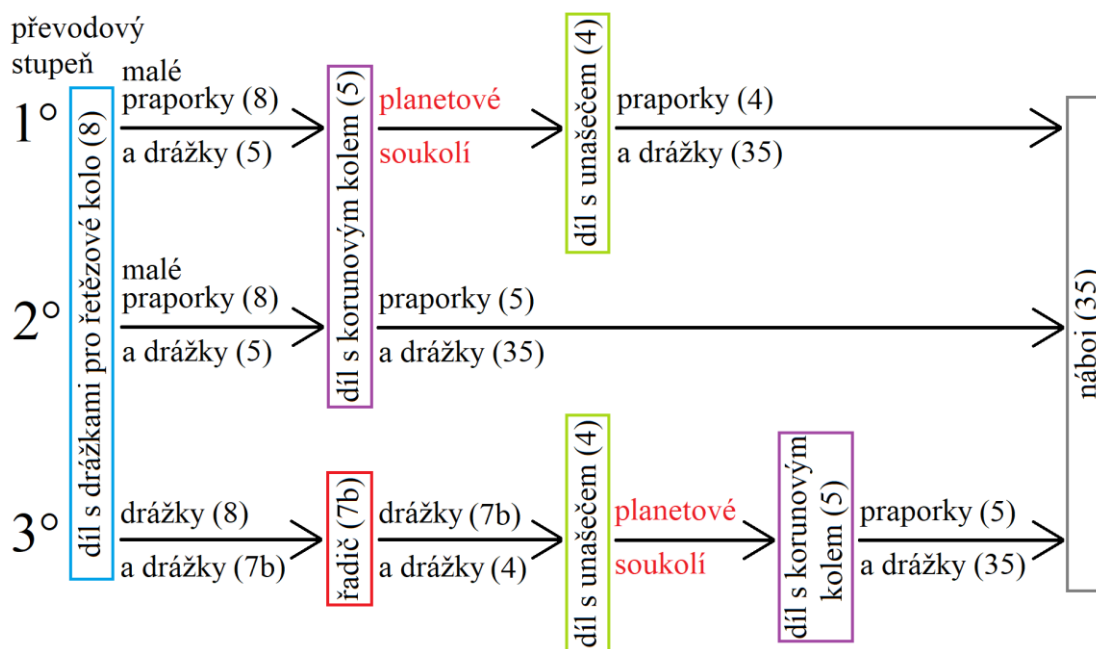 převodový
stupeň
1°
díl s drážkami pro řetězové kolo (8)
malé
praporky (8)
a drážky (5)
díl s korunovým kolem (5)
planetové
soukolí
díl s unašečem (4)
praporky (4)
a drážky (35)
náboj (35)
2°
malé
praporky (8)
a drážky (5)
praporky (5)
a drážky (35)
3°
drážky (8)
a drážky (7b)
řadič (7b)
drážky (7b)
a drážky (4)
díl s unašečem (4)
planetové
soukolí
díl s korunovým
kolem (5)
praporky (5)
a drážky (35)